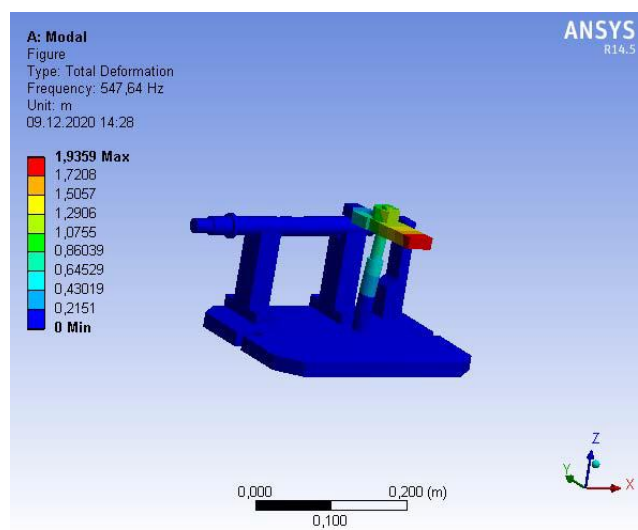 A: Modal
Figure
Type: Total Deformation
Frequency: 547,64 Hz
Unit: m
09.12.2020 14:28
ANSYS
R14.5
1,9359 Max
1,7208
1,5057
1,2906
1,0755
0,86039
0,64529
0,43019
0,2151
0 Min
Z
Y
X
0,000
0,200 (m)
0,100